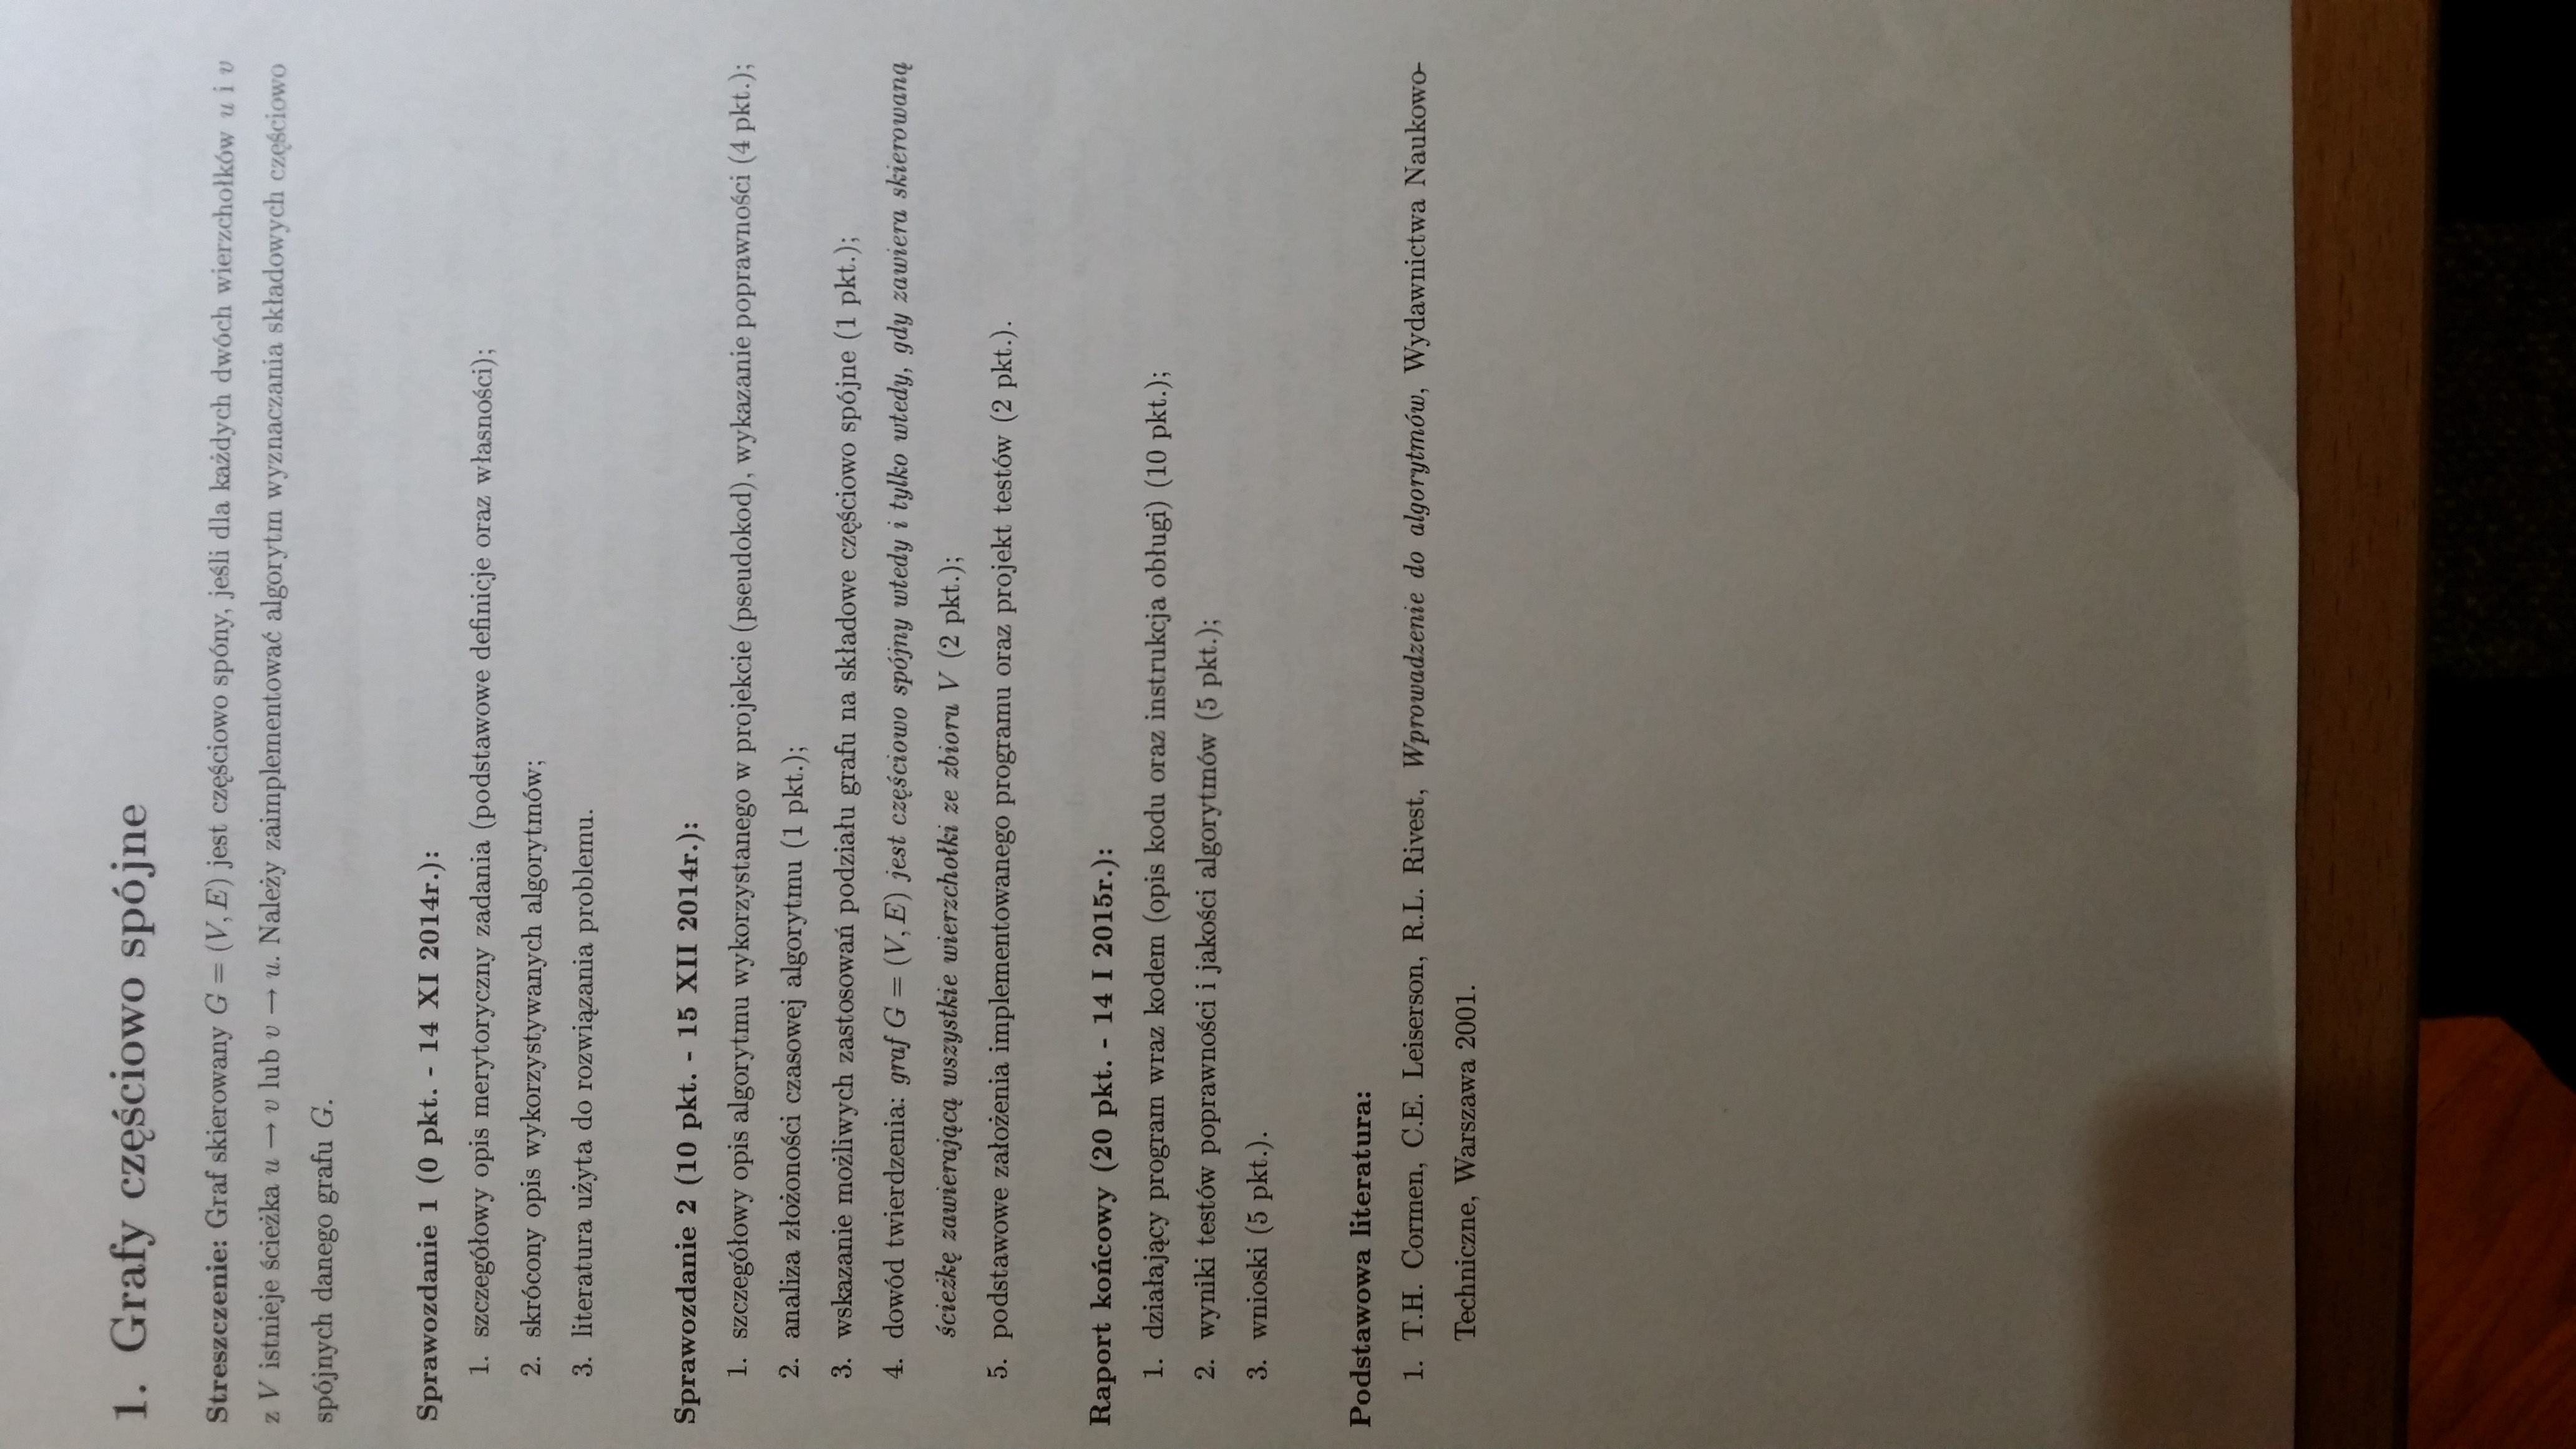 1. Grafy częściowo spójne
Streszczenie: Graf skierowany G = (V, E) jest częściowo spóny, jeśli dla każdych dwóch wierzchołków u i v
z V istnieje ścieżka u → v lub v → u. Należy zaimplementować algorytm wyznaczania składowych częściowo
spójnych danego grafu G.
Sprawozdanie 1 (0 pkt. - 14 XI 2014r.):
1. szczegółowy opis merytoryczny zadania (podstawowe definicje oraz własności);
2. skrócony opis wykorzystywanych algorytmów;
3. literatura użyta do rozwiązania problemu.
Sprawozdanie 2 (10 pkt. - 15 XII 2014r.):
1. szczegółowy opis algorytmu wykorzystanego w projekcie (pseudokod), wykazanie poprawności (4 pkt.);
2. analiza złożoności czasowej algorytmu (1 pkt.);
3. wskazanie możliwych zastosowań podziału grafu na składowe częściowo spójne (1 pkt.);
4. dowód twierdzenia: graf G = (V, E) jest częściowo spójny wtedy i tylko wtedy, gdy zawiera skierowaną
ścieżkę zawierającą wszystkie wierzchołki ze zbioru V (2 pkt.);
5. podstawowe założenia implementowanego programu oraz projekt testów (2 pkt.).
Raport końcowy (20 pkt. - 14 I 2015r.):
1. działający program wraz kodem (opis kodu oraz instrukcja obługi) (10 pkt.);
2. wyniki testów poprawności i jakości algorytmów (5 pkt.);
3. wnioski (5 pkt.).
Podstawowa literatura:
1. T.H. Cormen, C.E. Leiserson, R.L. Rivest, Wprowadzenie do algorytmów, Wydawnictwa Naukowo-
Techniczne, Warszawa 2001.